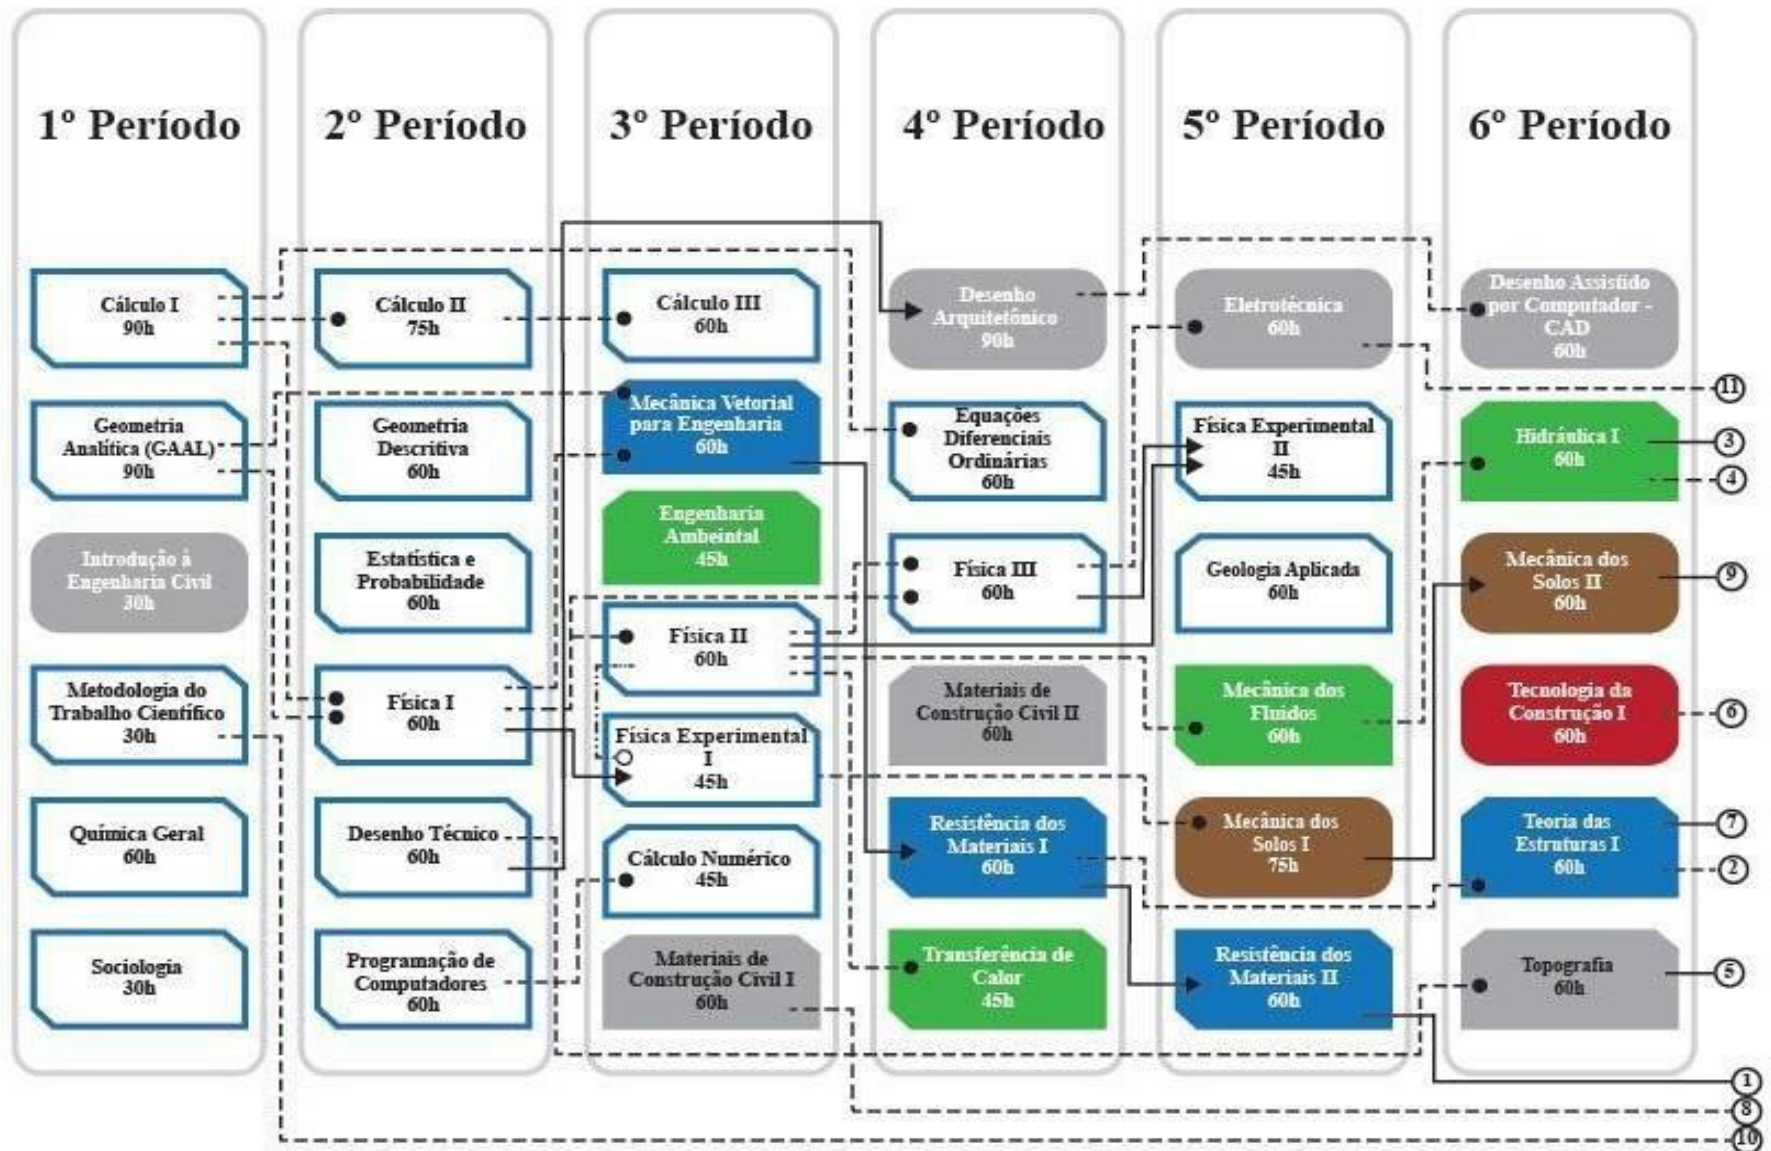 1º Período
2º Período
3º Período
4º Período
5º Período
6º Período
Cálculo I
90h
Geometria
Analítica (GAAL)
90h
Introdução à
Engenharia Civil
30h
Metodologia do
Trabalho Científico
30h
Química Geral
60h
Sociologia
30h
Cálculo II
75h
Geometria
Descritiva
60h
Estatística e
Probabilidade
60h
Física I
60h
Desenho Técnico
60h
Programação de
Computadores
60h
Cálculo III
60h
Mecânica Vetorial
para Engenharia
60h
Engenharia
Ambeintal
45h
Física II
60h
Física Experimental
I
45h
Cálculo Numérico
45h
Materiais de
Construção Civil I
60h
Desenho
Arquitetônico
90h
Equações
Diferenciais
Ordinárias
60h
Física III
60h
Materiais de
Construção Civil II
60h
Resistência dos
Materiais I
60h
Transferência de
Calor
45h
Eletrotécnica
60h
Física Experimental
II
45h
Geologia Aplicada
60h
Mecânica dos
Fluidos
60h
Mecânica dos
Solos I
75h
Resistência dos
Materiais II
60h
Desenho Assistido
por Computador -
CAD
60h
Hidráulica I
60h
Mecânica dos
Solos II
60h
Tecnologia da
Construção I
60h
Teoria das
Estruturas I
60h
Topografia
60h
11
3
4
9
6
7
2
5
1
8
10